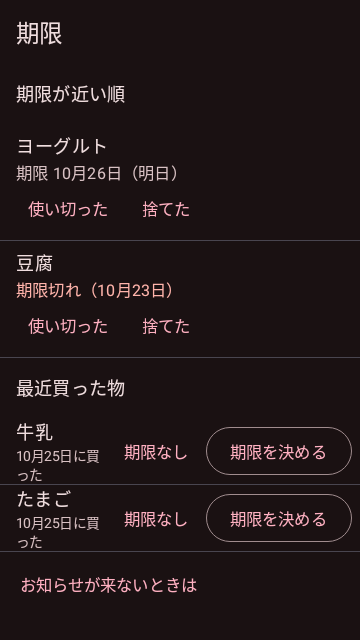 期限
期限が近い順
ヨーグルト
期限 10月26日（明日）
使い切った 捨てた
豆腐
期限切れ（10月23日）
使い切った 捨てた
最近買った物
牛乳
10月25日に買
った
期限なし 期限を決める
たまご
10月25日に買
った
期限なし 期限を決める
お知らせが来ないときは